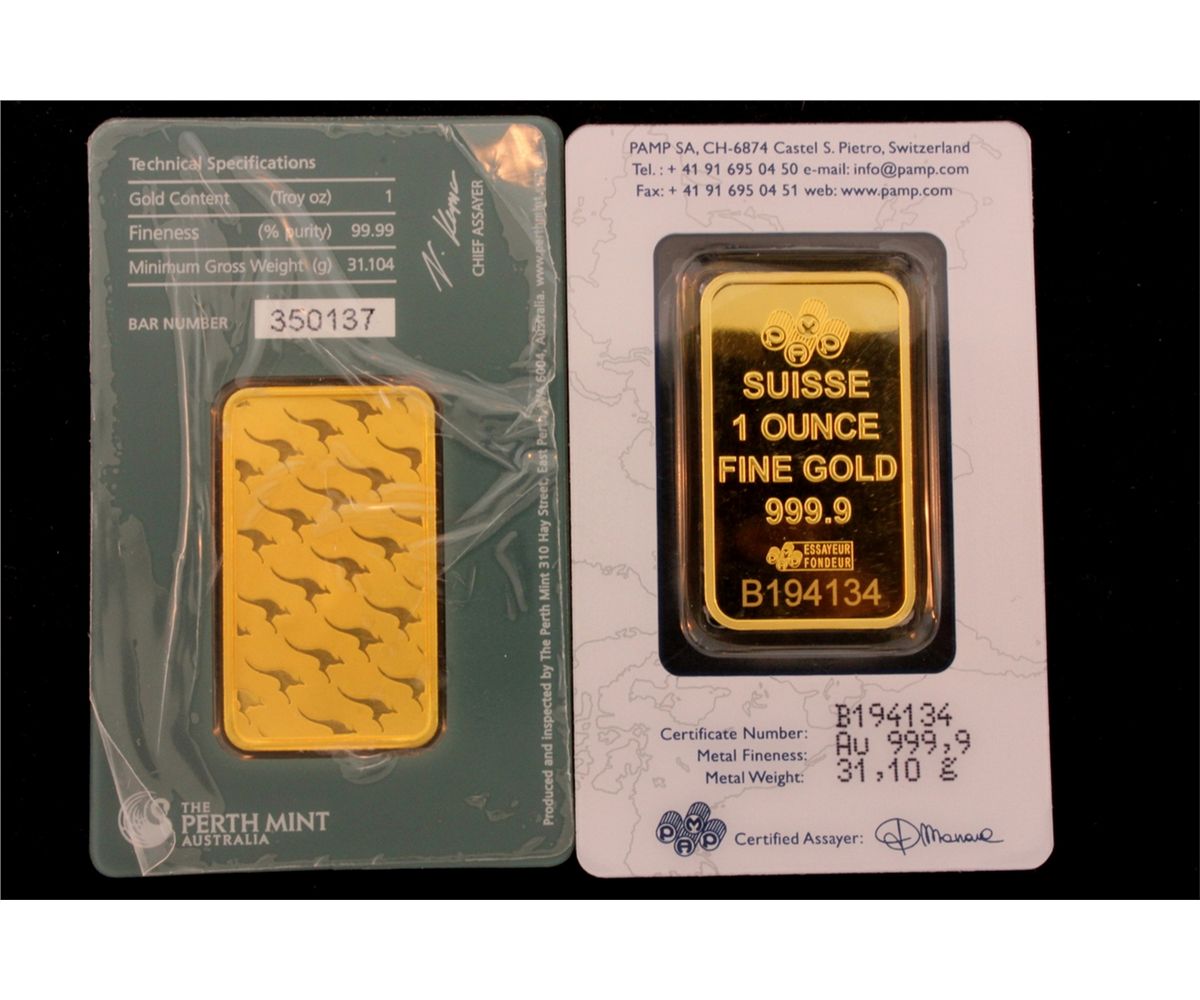 Technical Specifications
Gold Content (Troy oz) 1
Fineness (% purity) 99.99
Minimum Gross Weight (g) 31.104
BAR NUMBER 350137
CHIEF ASSAYER
Produced and inspected by The Perth Mint 310 Hay Street, East Perth, 6004, Australia.
THE
PERTH MINT
AUSTRALIA
PAMP SA, CH-6874 Castel S. Pietro, Switzerland
Tel. : + 41 91 695 04 50 e-mail: info@pamp.com
Fax: + 41 91 695 04 51 web: www.pamp.com
PAMP
SUISSE
1 OUNCE
FINE GOLD
999.9
PAMP ESSAYEUR
FONDEUR
B194134
Certificate Number: B194134
Metal Fineness: Au 999,9
Metal Weight: 31,10 g
PAMP Certified Assayer: